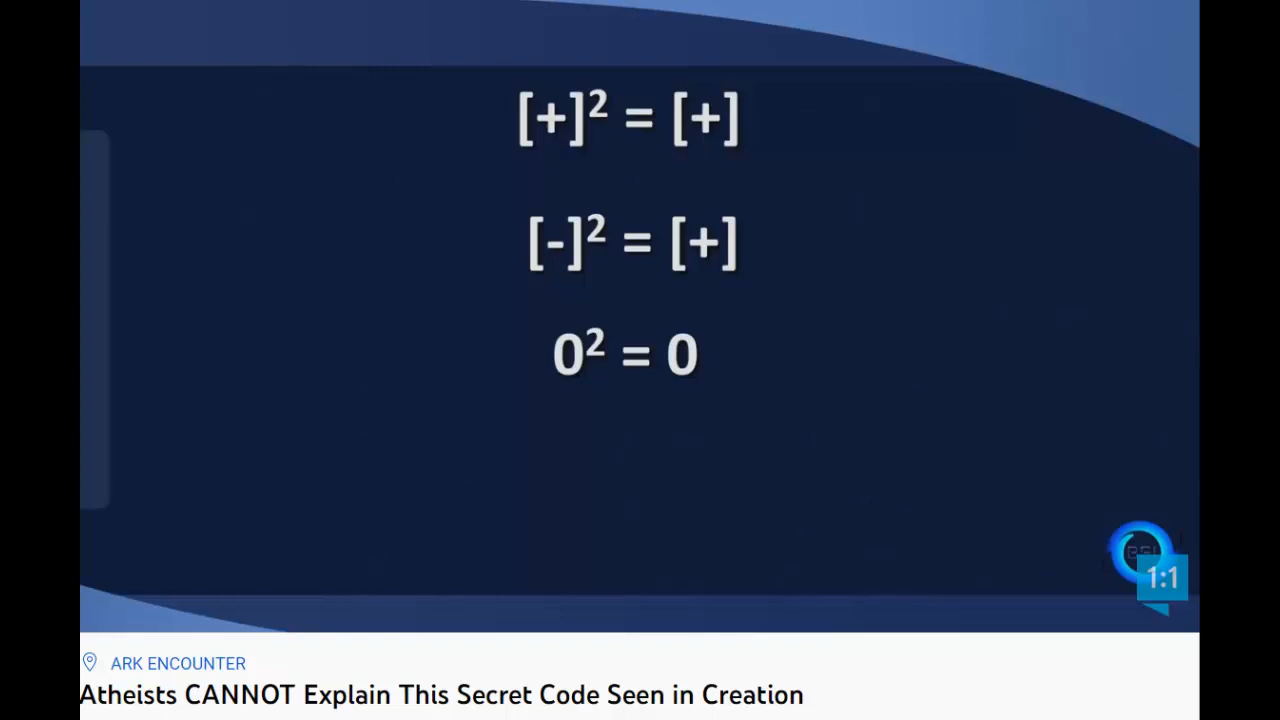 [+]² = [+]
[-]² = [+]
0² = 0
1:1
ARK ENCOUNTER
Atheists CANNOT Explain This Secret Code Seen in Creation